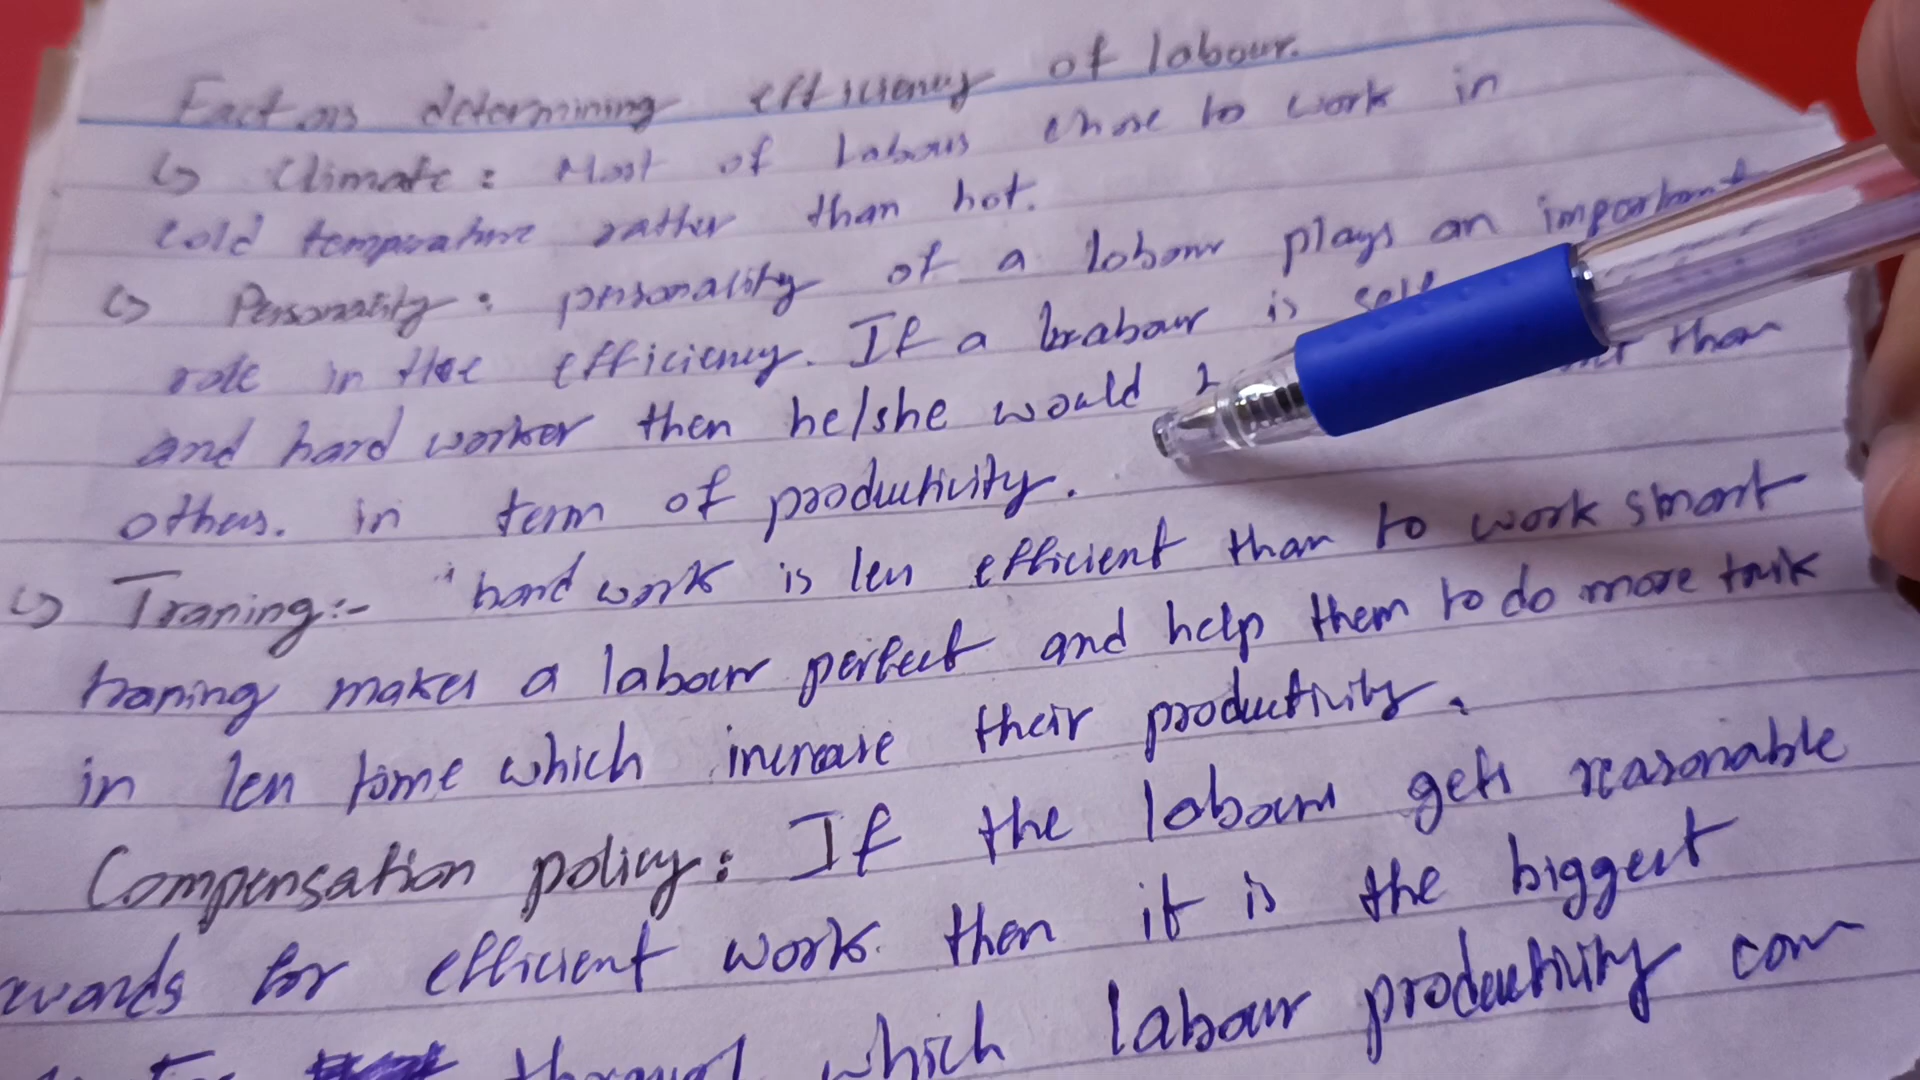 Factors determining efficiency of labour.
Climate: Most of labours chose to work in
cold temperature rather than hot.
Personality: personality of a labour plays an important
role in the efficiency. If a labour is
and hard worker then he/she would than
others. in term of productivity.
Traning:- hard work is less efficient than to work smart
traning makes a labour perfect and help them to do more task
in less time which increase their productivity.
Compensation policy: If the labours gets reasonable
for efficient work. then it is the biggest
through which labour productivity can